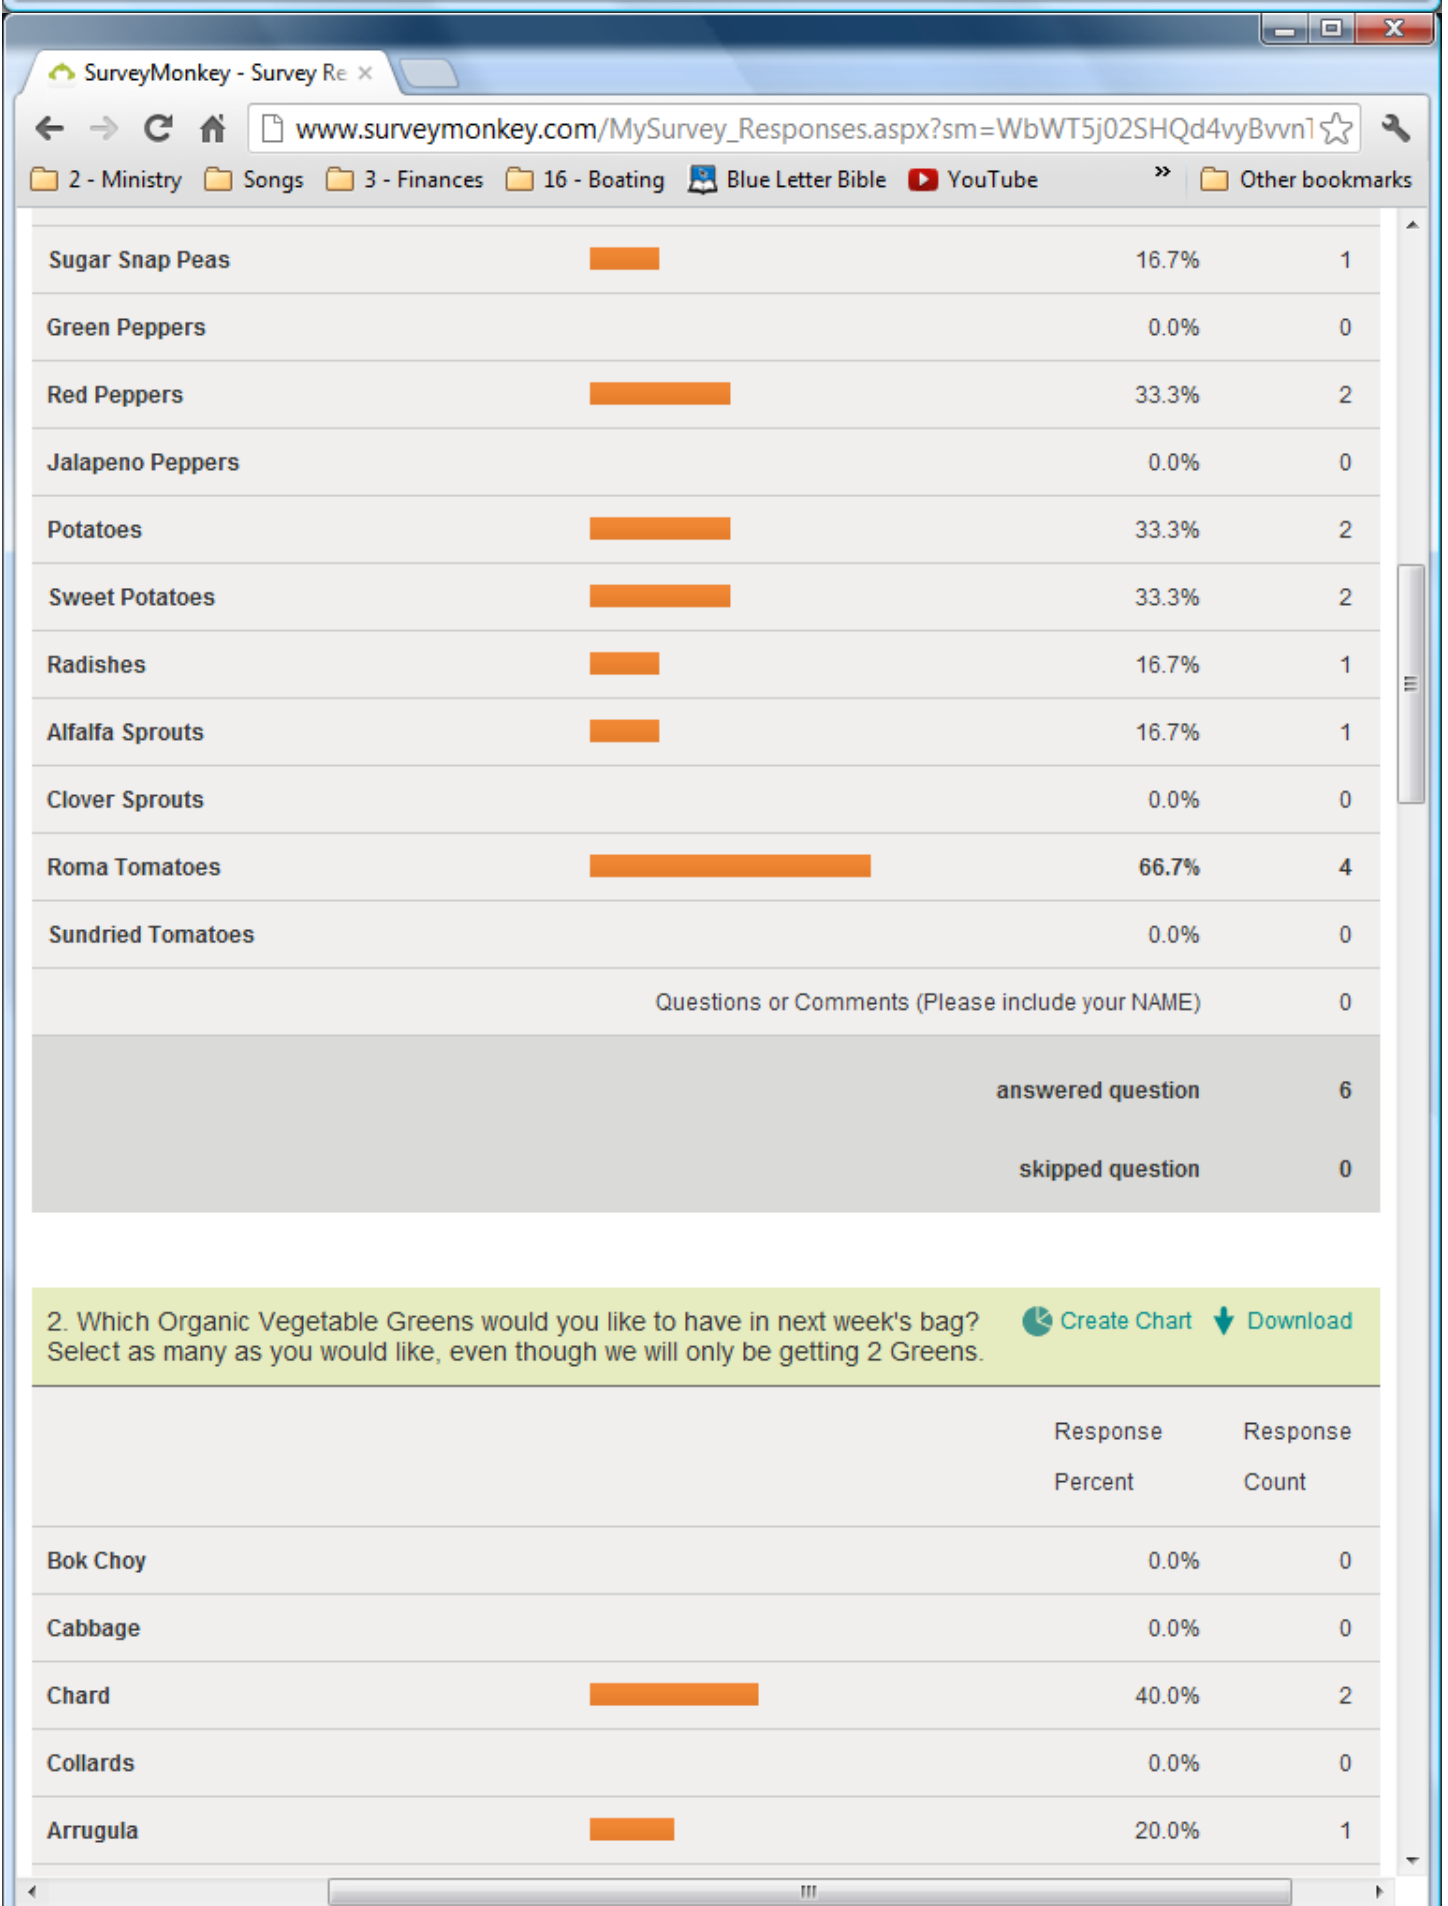 SurveyMonkey - Survey Re
www.surveymonkey.com/MySurvey_Responses.aspx?sm=WbWT5j02SHQd4vyBvvn
2 - Ministry Songs 3 - Finances 16 - Boating Blue Letter Bible YouTube » Other bookmarks
Sugar Snap Peas 16.7% 1
Green Peppers 0.0% 0
Red Peppers 33.3% 2
Jalapeno Peppers 0.0% 0
Potatoes 33.3% 2
Sweet Potatoes 33.3% 2
Radishes 16.7% 1
Alfalfa Sprouts 16.7% 1
Clover Sprouts 0.0% 0
Roma Tomatoes 66.7% 4
Sundried Tomatoes 0.0% 0
Questions or Comments (Please include your NAME) 0
answered question 6
skipped question 0
2. Which Organic Vegetable Greens would you like to have in next week's bag? Create Chart Download
Select as many as you would like, even though we will only be getting 2 Greens.
Response Response
Percent Count
Bok Choy 0.0% 0
Cabbage 0.0% 0
Chard 40.0% 2
Collards 0.0% 0
Arrugula 20.0% 1